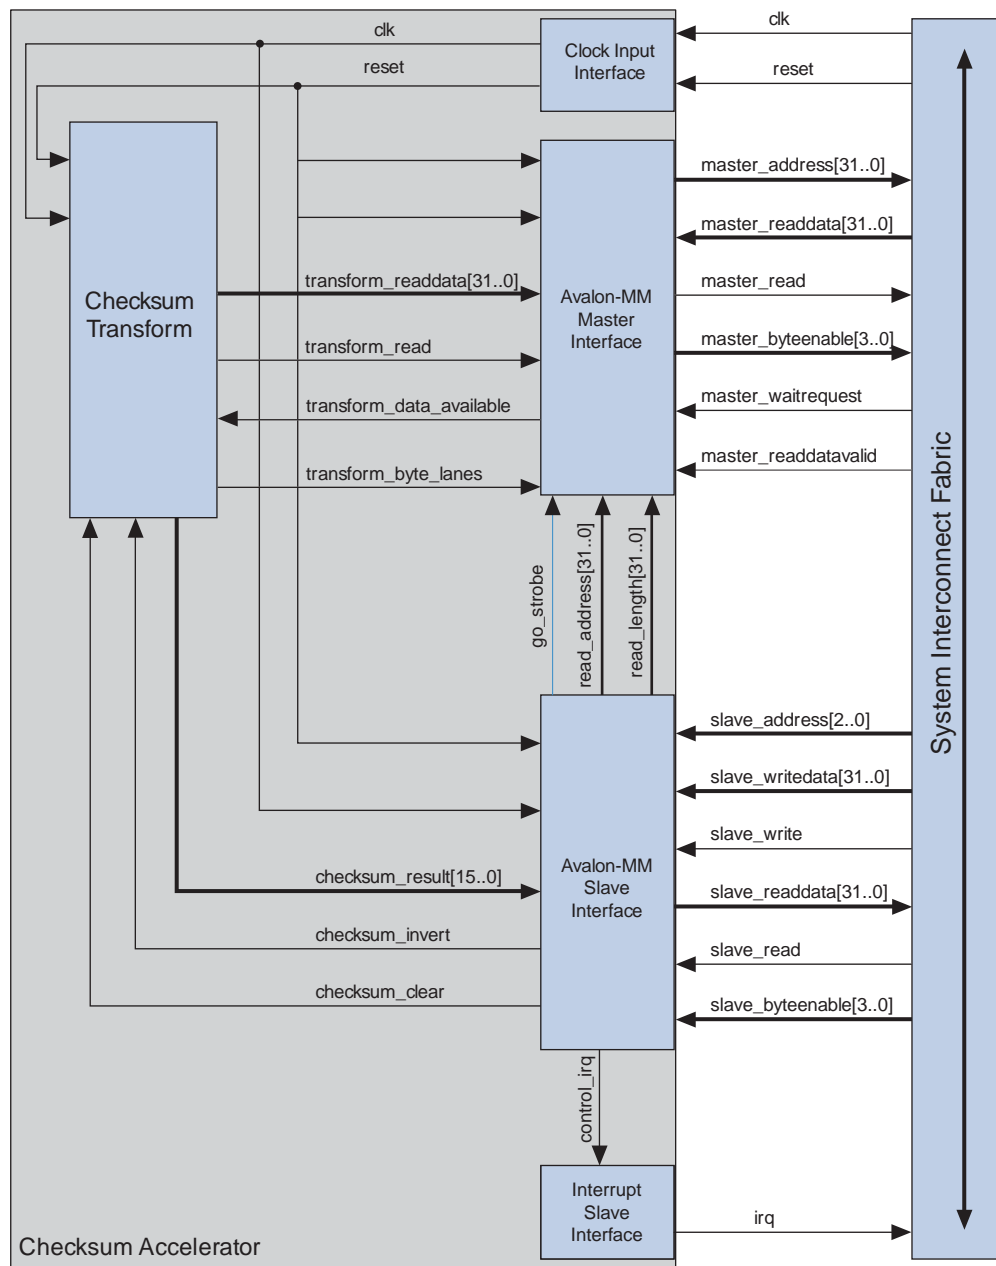 clk
reset
Clock Input
Interface
clk
reset
Checksum
Transform
transform_readdata[31..0]
transform_read
transform_data_available
transform_byte_lanes
Avalon-MM
Master
Interface
master_address[31..0]
master_readdata[31..0]
master_read
master_byteenable[3..0]
master_waitrequest
master_readdatavalid
System Interconnect Fabric
go_strobe
read_address[31..0]
read_length[31..0]
checksum_result[15..0]
checksum_invert
checksum_clear
Avalon-MM
Slave
Interface
slave_address[2..0]
slave_writedata[31..0]
slave_write
slave_readdata[31..0]
slave_read
slave_byteenable[3..0]
control_irq
Interrupt
Slave
Interface
irq
Checksum Accelerator